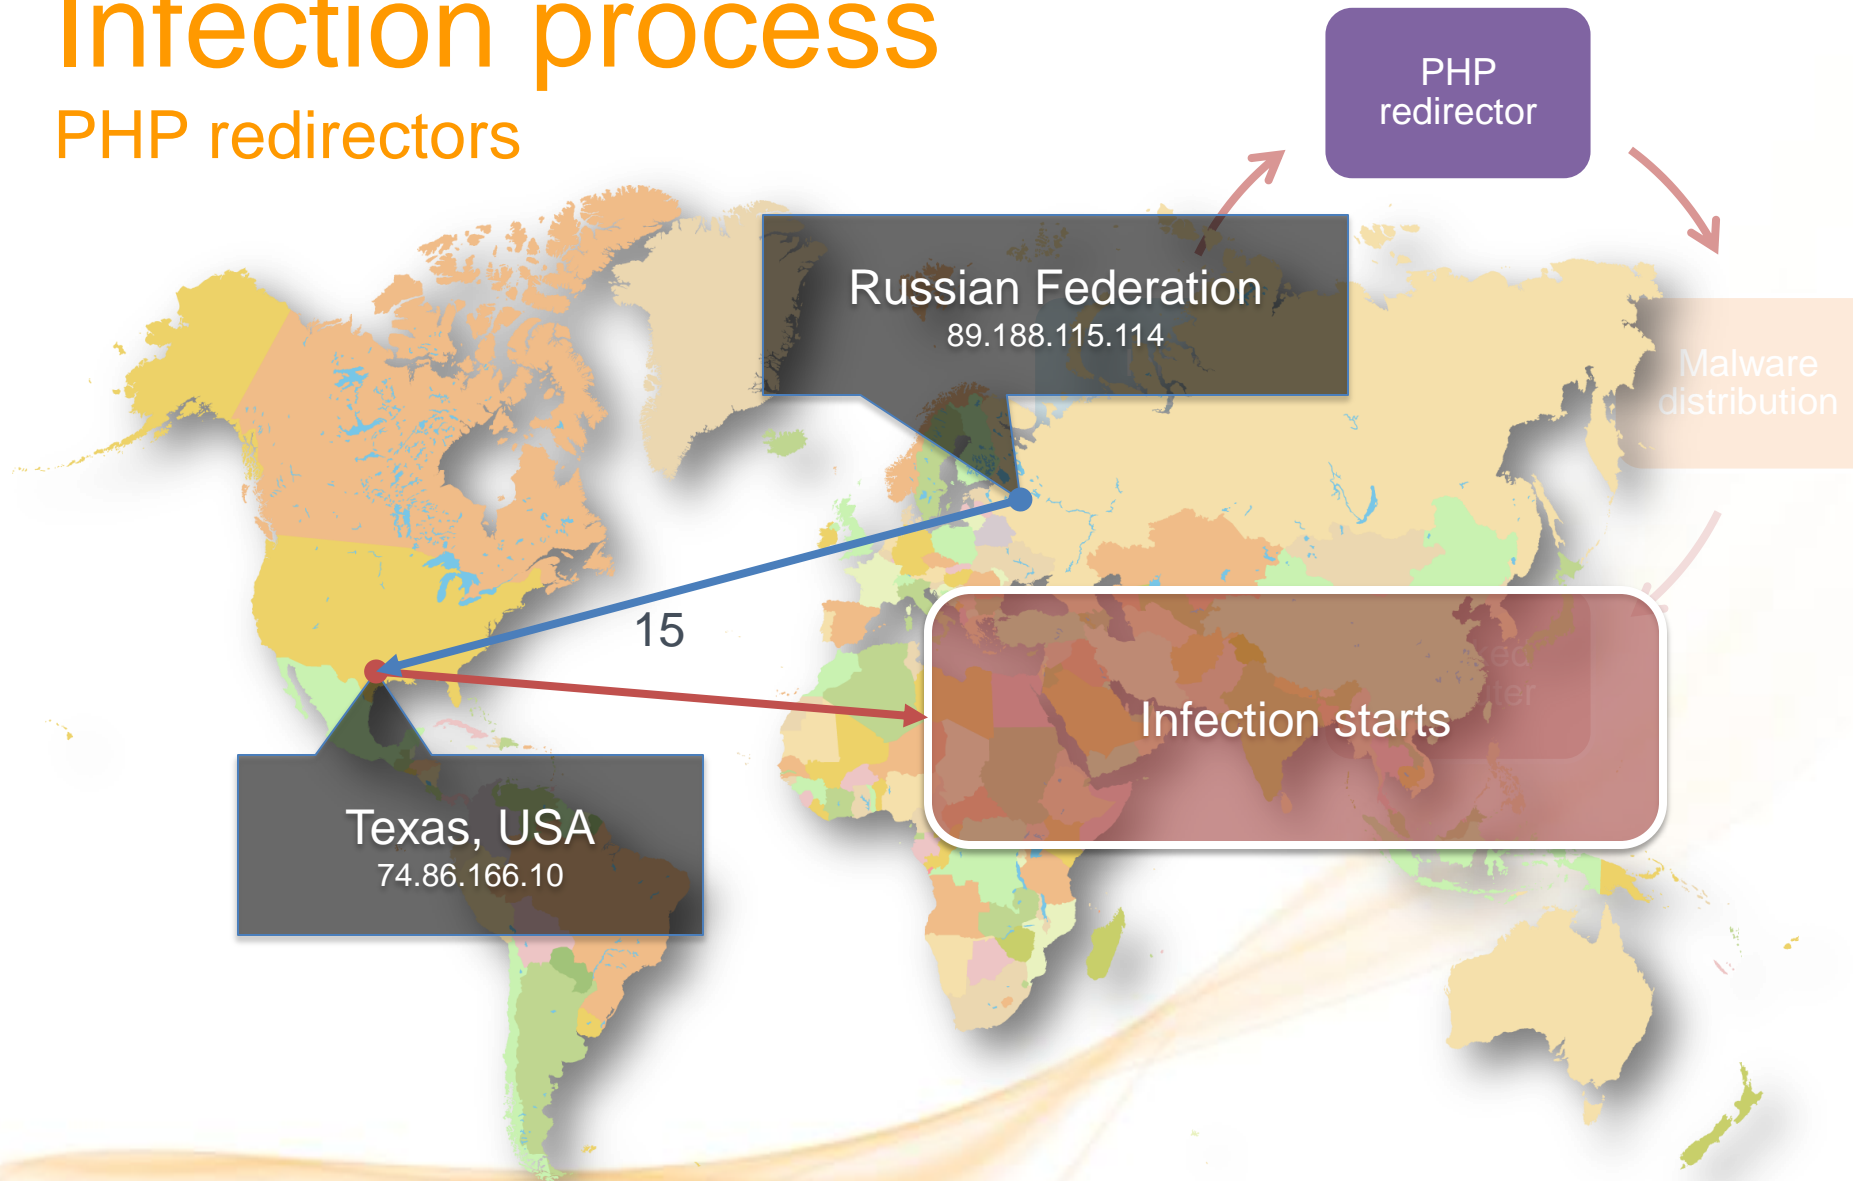 Infection process
PHP redirectors
PHP
redirector
Russian Federation
89.188.115.114
Malware
distribution
15
Infection starts
Texas, USA
74.86.166.10